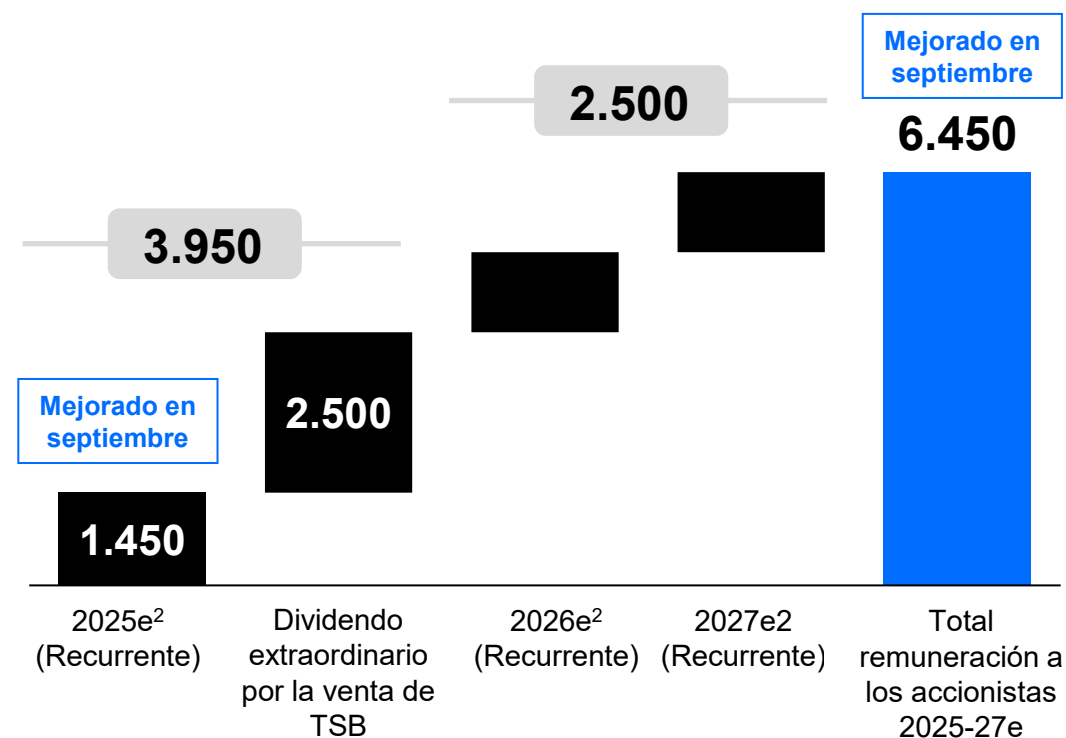 Mejorado en
septiembre
6.450
2.500
3.950
Mejorado en
septiembre
2.500
1.450
2025e²
(Recurrente)
Dividendo
extraordinario
por la venta de
TSB
2026e²
(Recurrente)
2027e2
(Recurrente)
Total
remuneración a
los accionistas
2025-27e